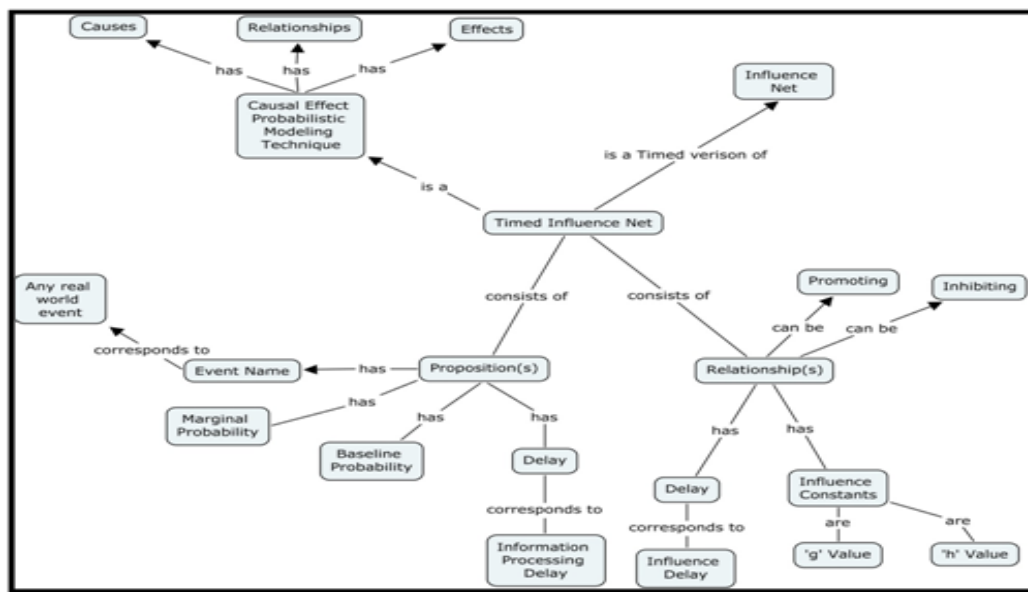 Causes
Relationships
Effects
has
has
has
Causal Effect
Probabilistic
Modeling
Technique
Influence
Net
is a Timed verison of
is a
Timed Influence Net
consists of
consists of
Any real
world
event
Promoting
Inhibiting
can be
can be
corresponds to
Event Name
has
Proposition(s)
Relationship(s)
Marginal
Probability
has
has
has
has
has
Baseline
Probability
Delay
Delay
Influence
Constants
corresponds to
corresponds to
are
are
Information
Processing
Delay
Influence
Delay
'g' Value
'h' Value